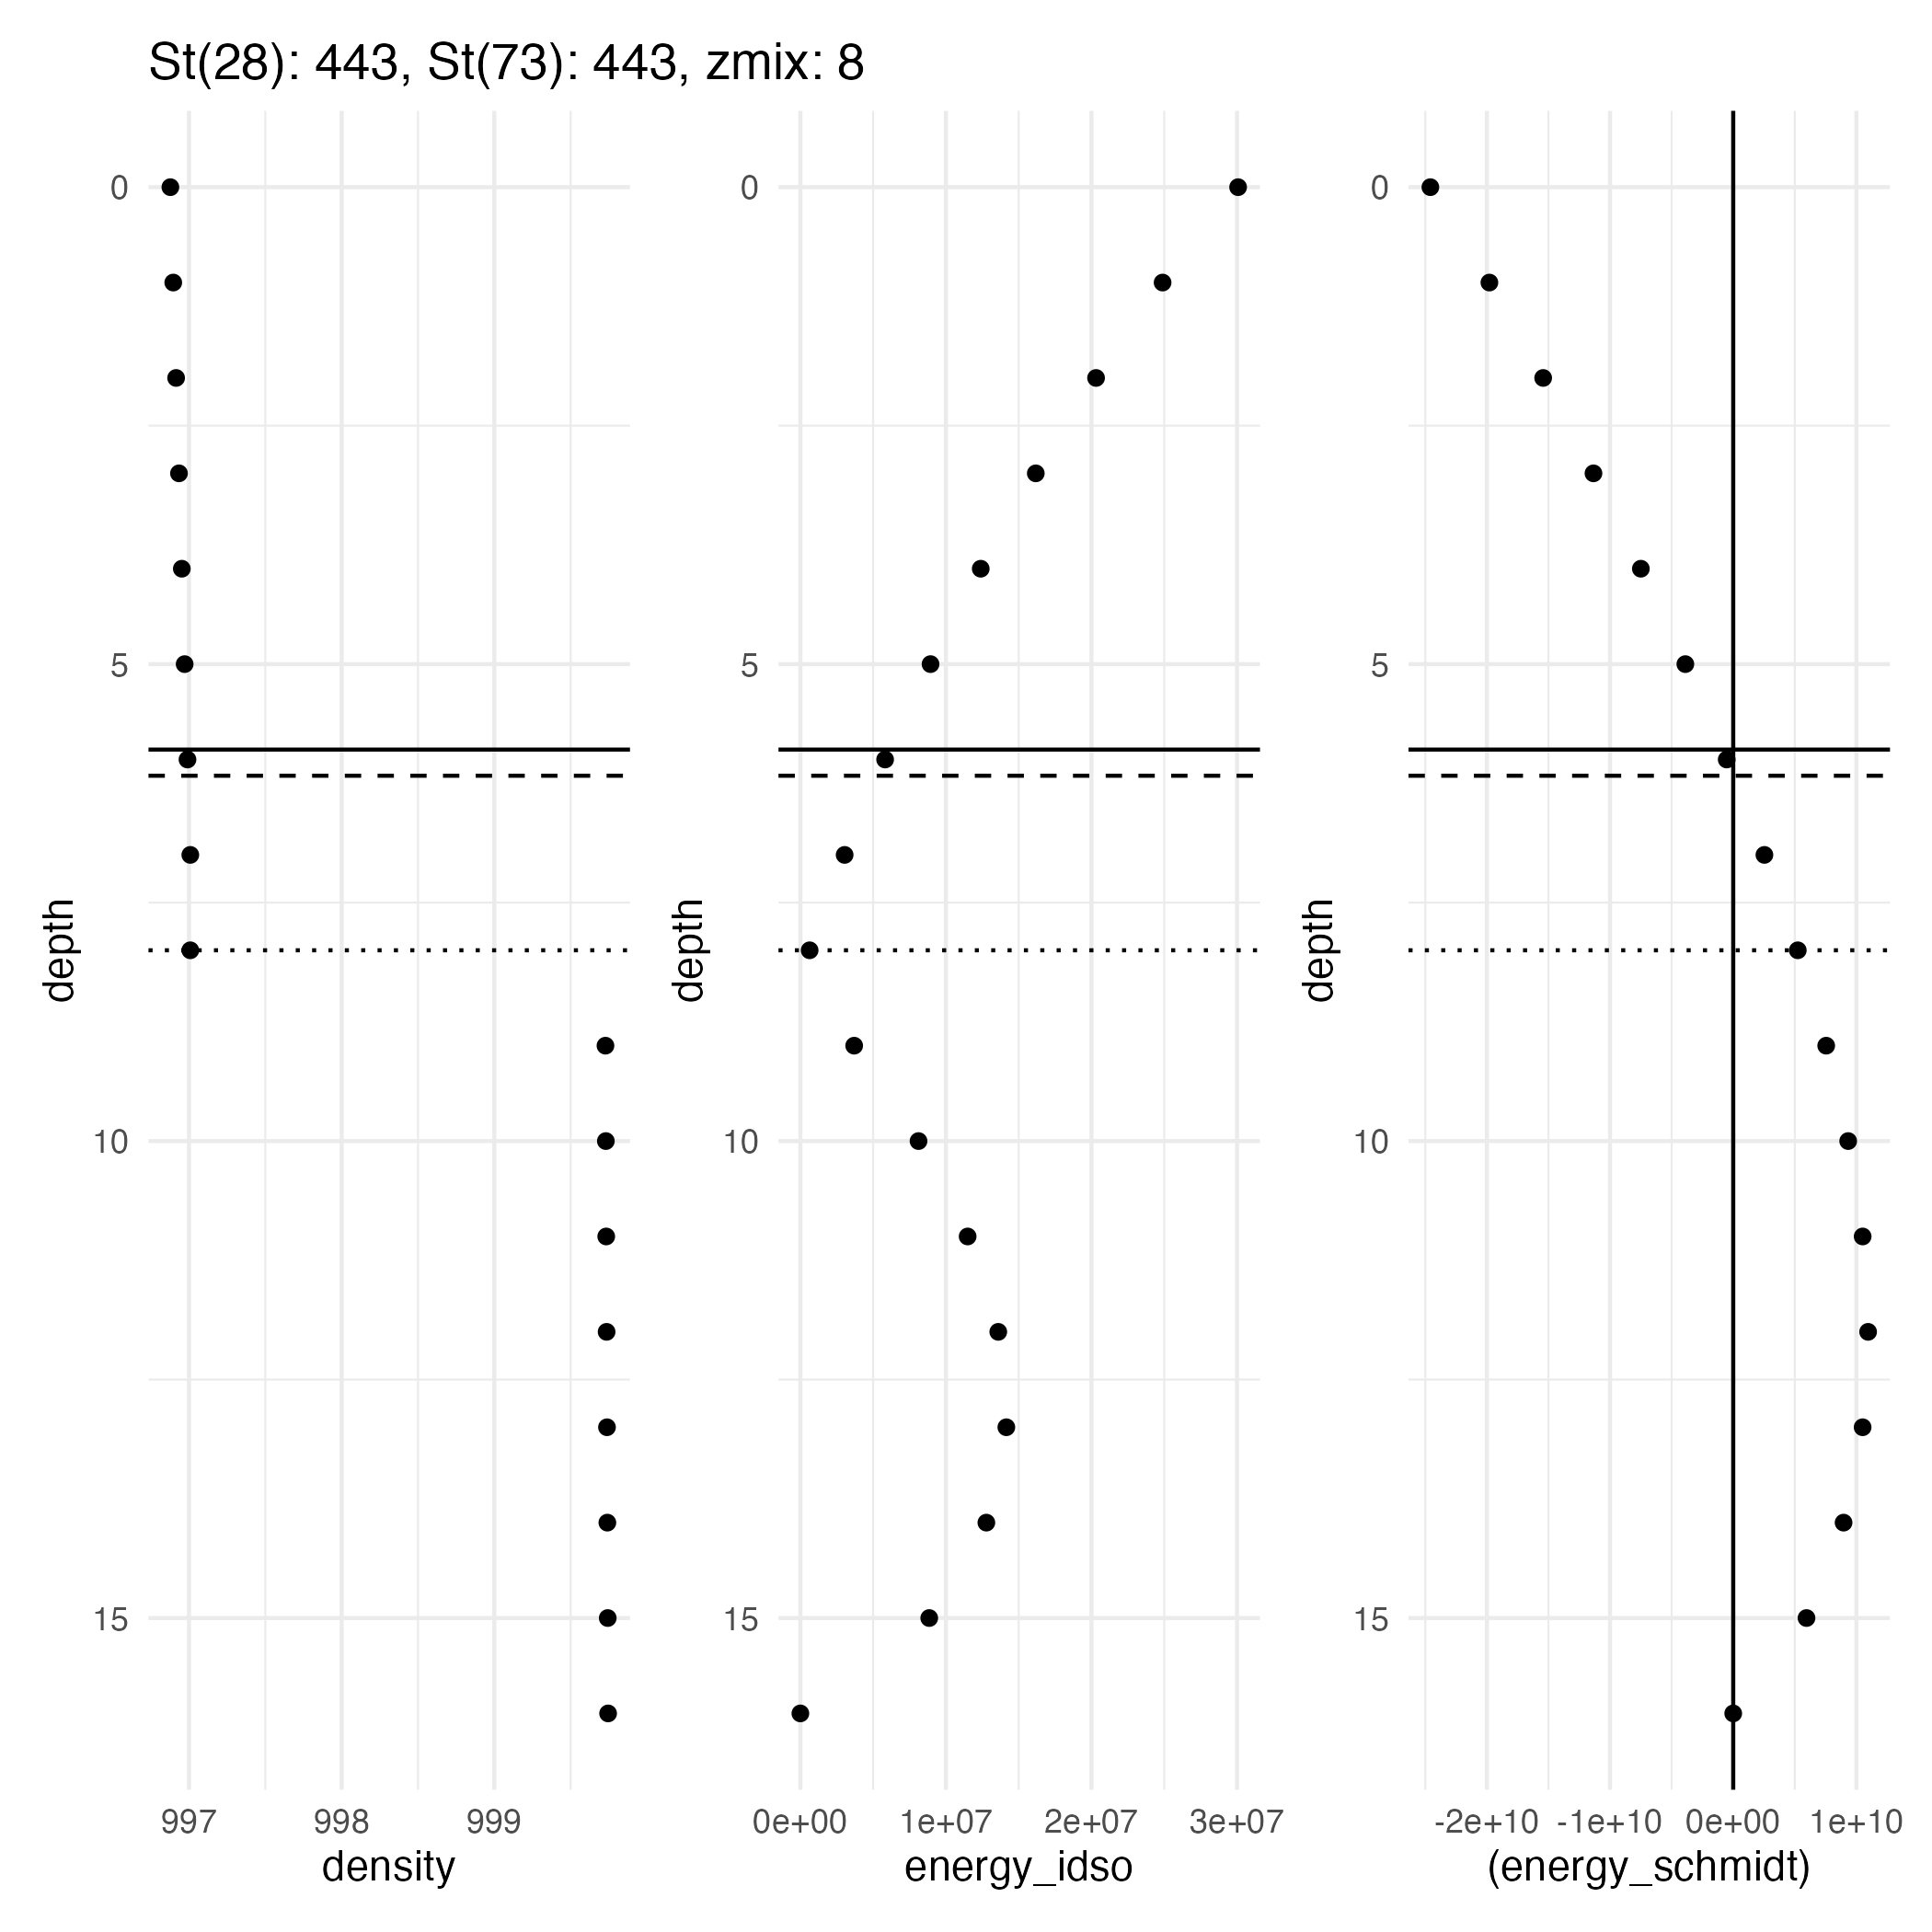 St(28): 443, St(73): 443, zmix: 8
depth
0
5
10
15
997 998 999
density
depth
0
5
10
15
0e+00 1e+07 2e+07 3e+07
energy_idso
depth
0
5
10
15
-2e+10 -1e+10 0e+00 1e+10
(energy_schmidt)